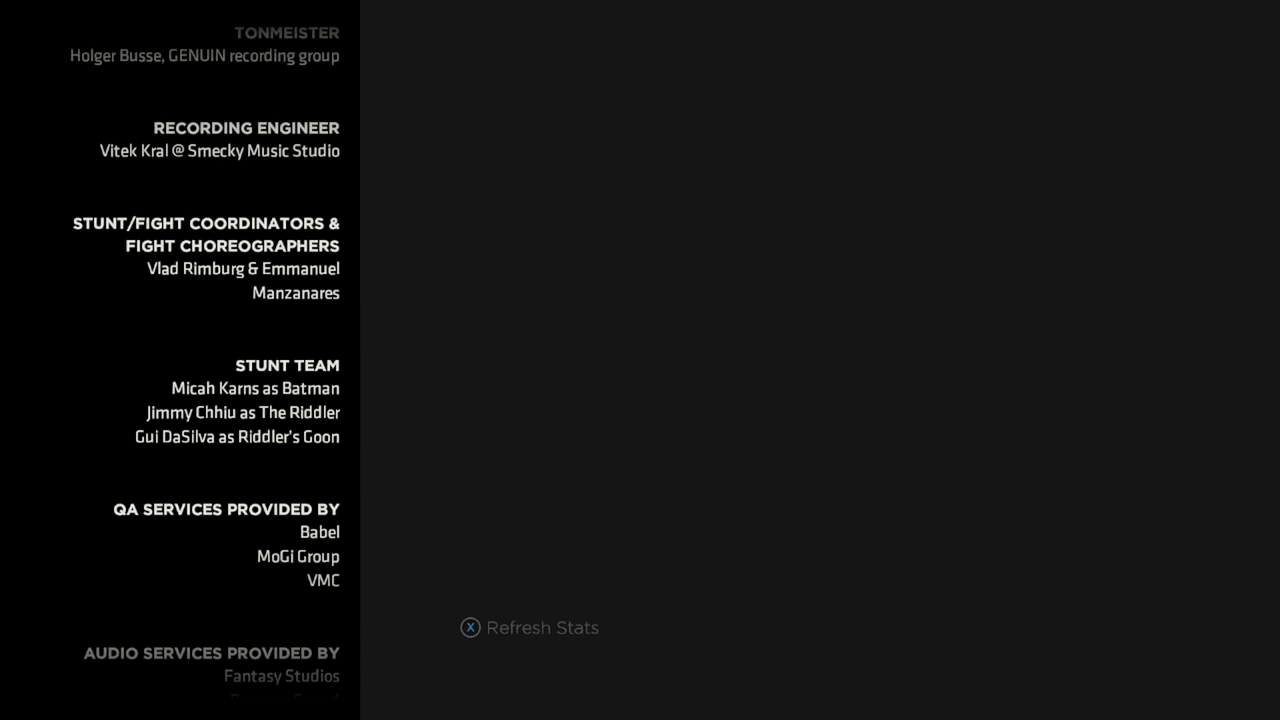 TONMEISTER
Holger Busse, GENUIN recording group
RECORDING ENGINEER
Vitek Kral @ Smecky Music Studio
STUNT/FIGHT COORDINATORS &
FIGHT CHOREOGRAPHERS
Vlad Rimburg & Emmanuel
Manzanares
STUNT TEAM
Micah Karns as Batman
Jimmy Chhiu as The Riddler
Gui DaSilva as Riddler's Goon
QA SERVICES PROVIDED BY
Babel
MoGi Group
VMC
X Refresh Stats
AUDIO SERVICES PROVIDED BY
Fantasy Studios